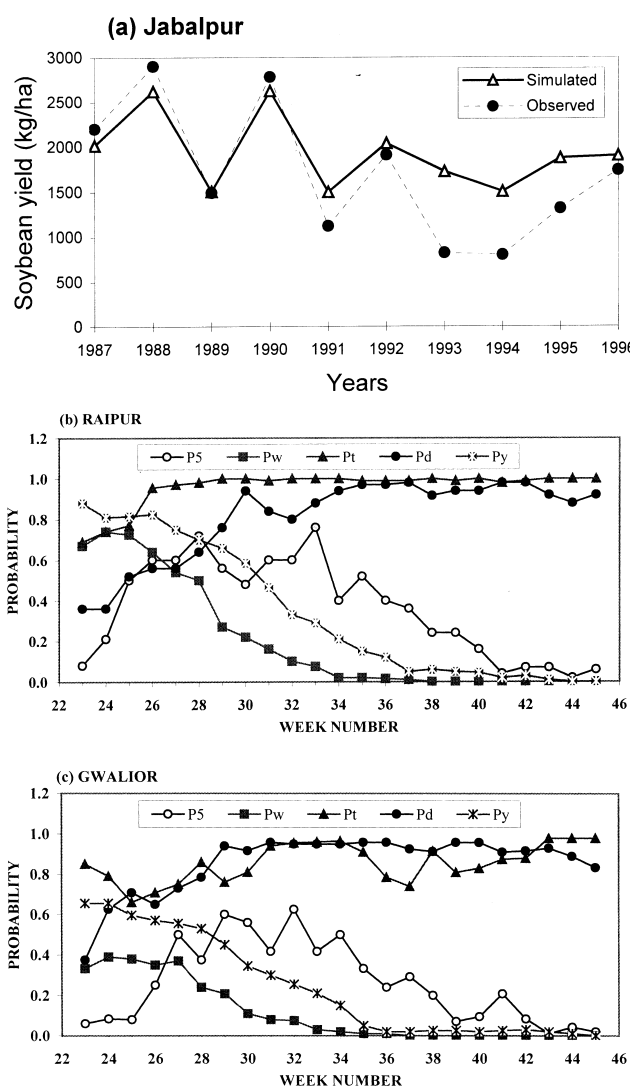 (a) Jabalpur
3000
2500
2000
1500
1000
500
0
Soybean yield (kg/ha)
Simulated
Observed
1987 1988 1989 1990 1991 1992 1993 1994 1995 1996
Years
(b) RAIPUR
1.2
1.0
0.8
0.6
0.4
0.2
0.0
PROBABILITY
P5 Pw Pt Pd Py
22 24 26 28 30 32 34 36 38 40 42 44 46
WEEK NUMBER
(c) GWALIOR
1.2
1.0
0.8
0.6
0.4
0.2
0.0
PROBABILITY
P5 Pw Pt Pd Py
22 24 26 28 30 32 34 36 38 40 42 44 46
WEEK NUMBER